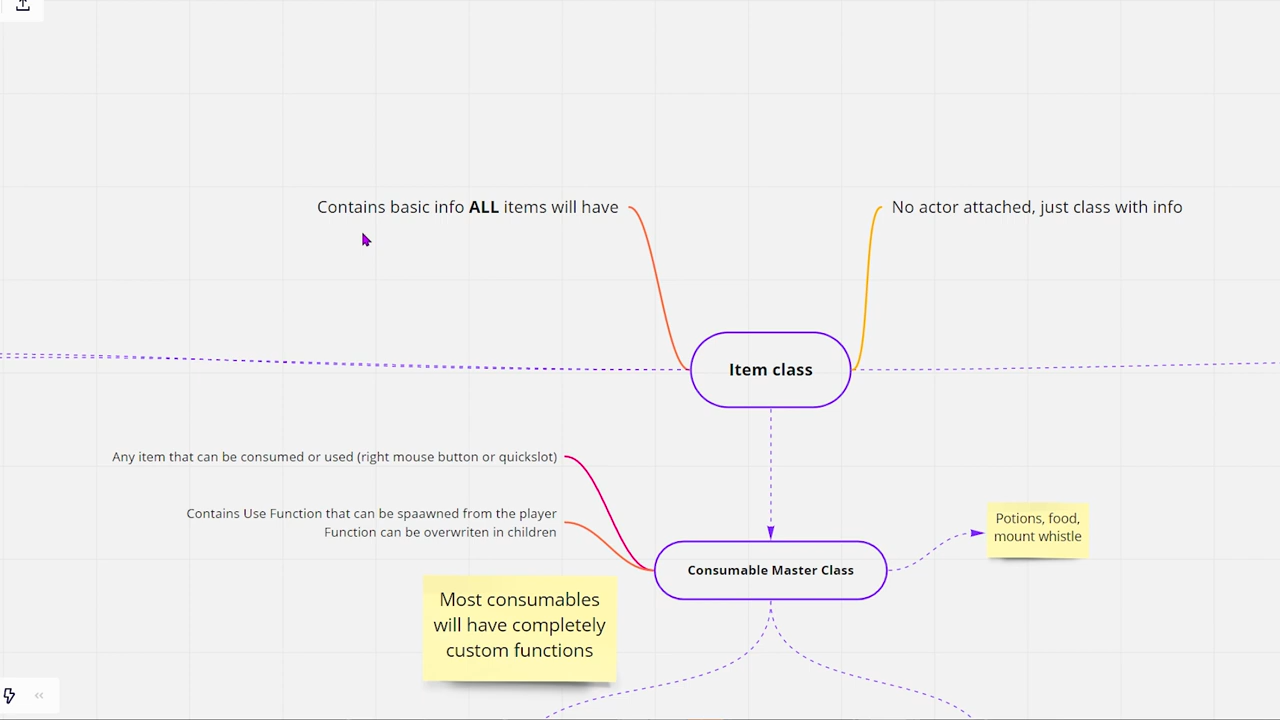 Contains basic info ALL items will have
No actor attached, just class with info
Item class
Any item that can be consumed or used (right mouse button or quickslot)
Contains Use Function that can be spaawned from the player
Function can be overwriten in children
Potions, food,
mount whistle
Consumable Master Class
Most consumables
will have completely
custom functions